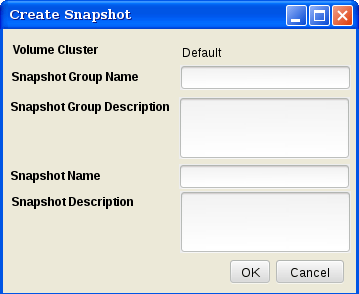 Create Snapshot
Volume Cluster Default
Snapshot Group Name
Snapshot Group Description
Snapshot Name
Snapshot Description
OK Cancel